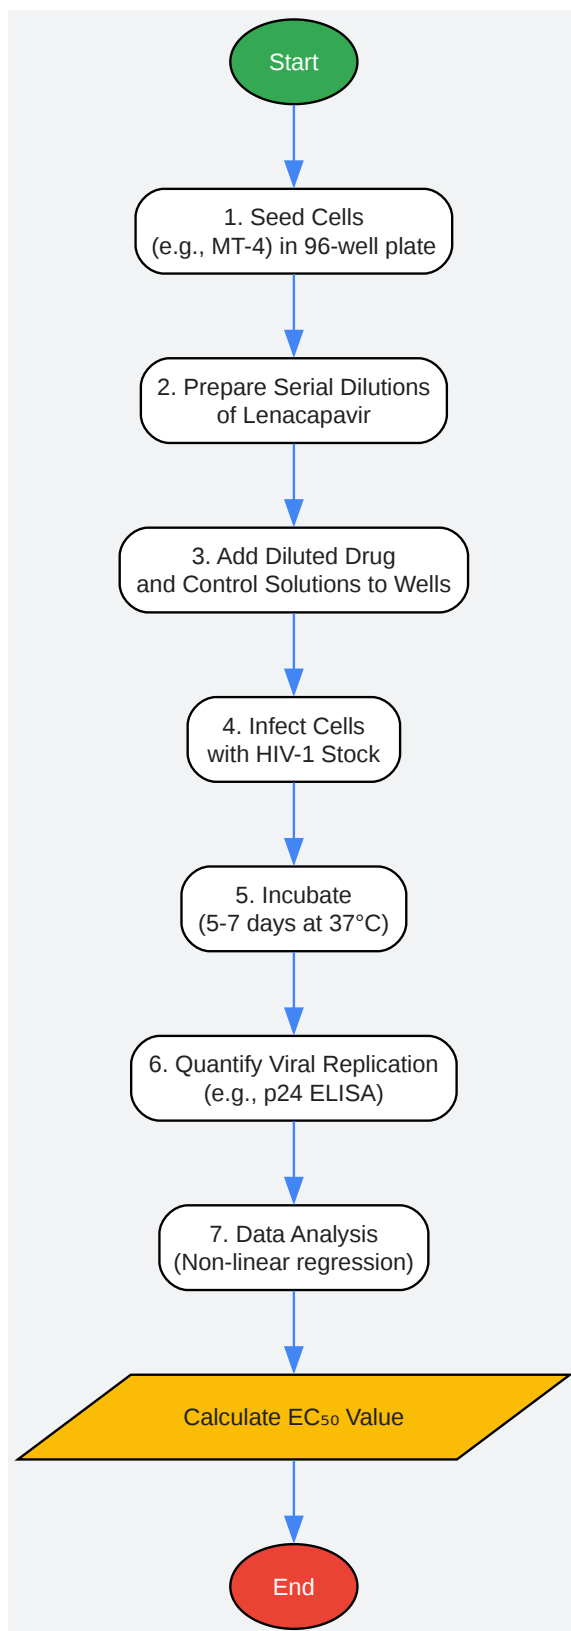 Start
1. Seed Cells
(e.g., MT-4) in 96-well plate
2. Prepare Serial Dilutions
of Lenacapavir
3. Add Diluted Drug
and Control Solutions to Wells
4. Infect Cells
with HIV-1 Stock
5. Incubate
(5-7 days at 37°C)
6. Quantify Viral Replication
(e.g., p24 ELISA)
7. Data Analysis
(Non-linear regression)
Calculate EC₅₀ Value
End